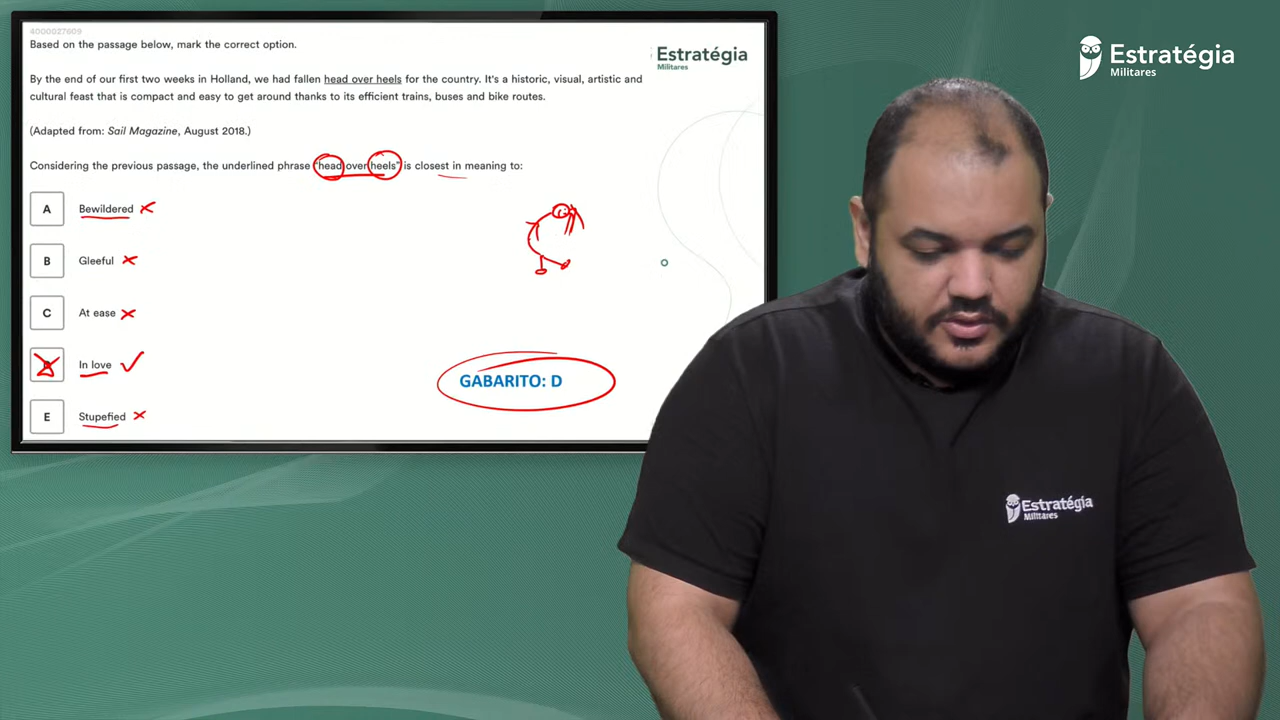 4000027609
Based on the passage below, mark the correct option.
Estratégia
Militares
By the end of our first two weeks in Holland, we had fallen head over heels for the country. It's a historic, visual, artistic and
cultural feast that is compact and easy to get around thanks to its efficient trains, buses and bike routes.
(Adapted from: Sail Magazine, August 2018.)
Considering the previous passage, the underlined phrase "head over heels" is closest in meaning to:
A Bewildered
B Gleeful
C At ease
D In love
E Stupefied
GABARITO: D
Estratégia
Militares
Estratégia
Militares